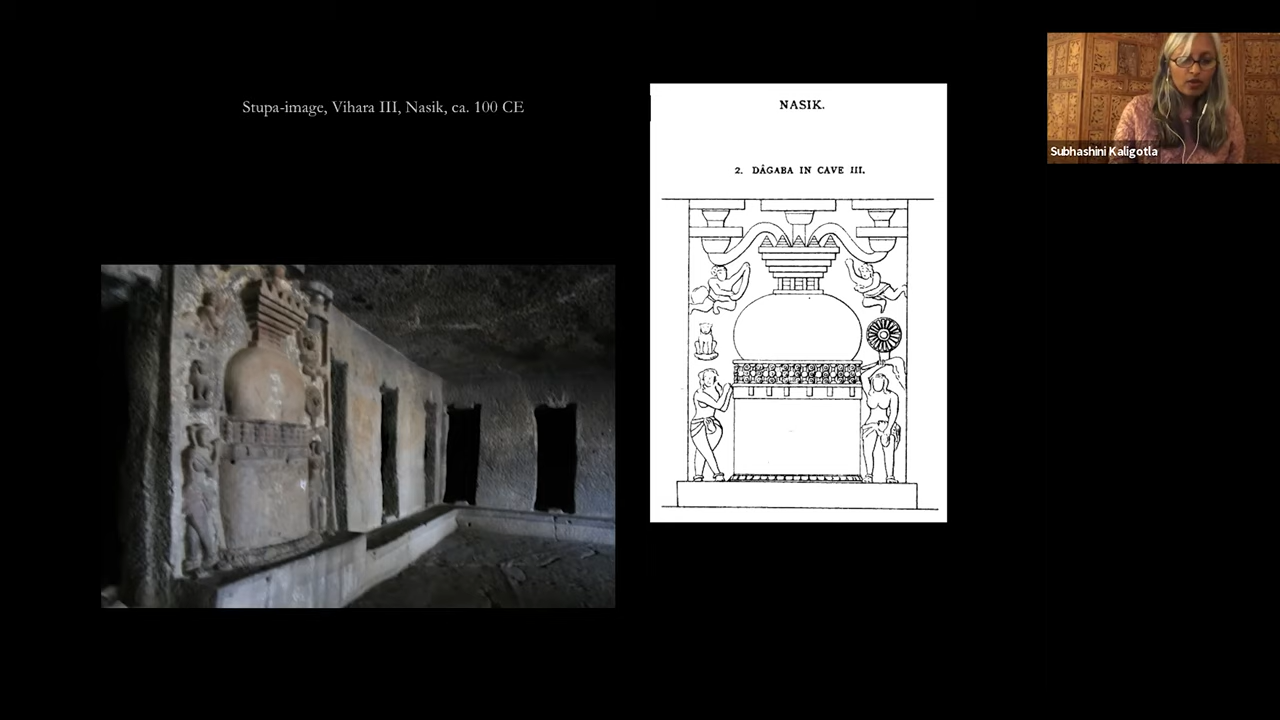 Stupa-image, Vihara III, Nasik, ca. 100 CE
NASIK.
2. DÂGABA IN CAVE III.
Subhashini Kaligotla